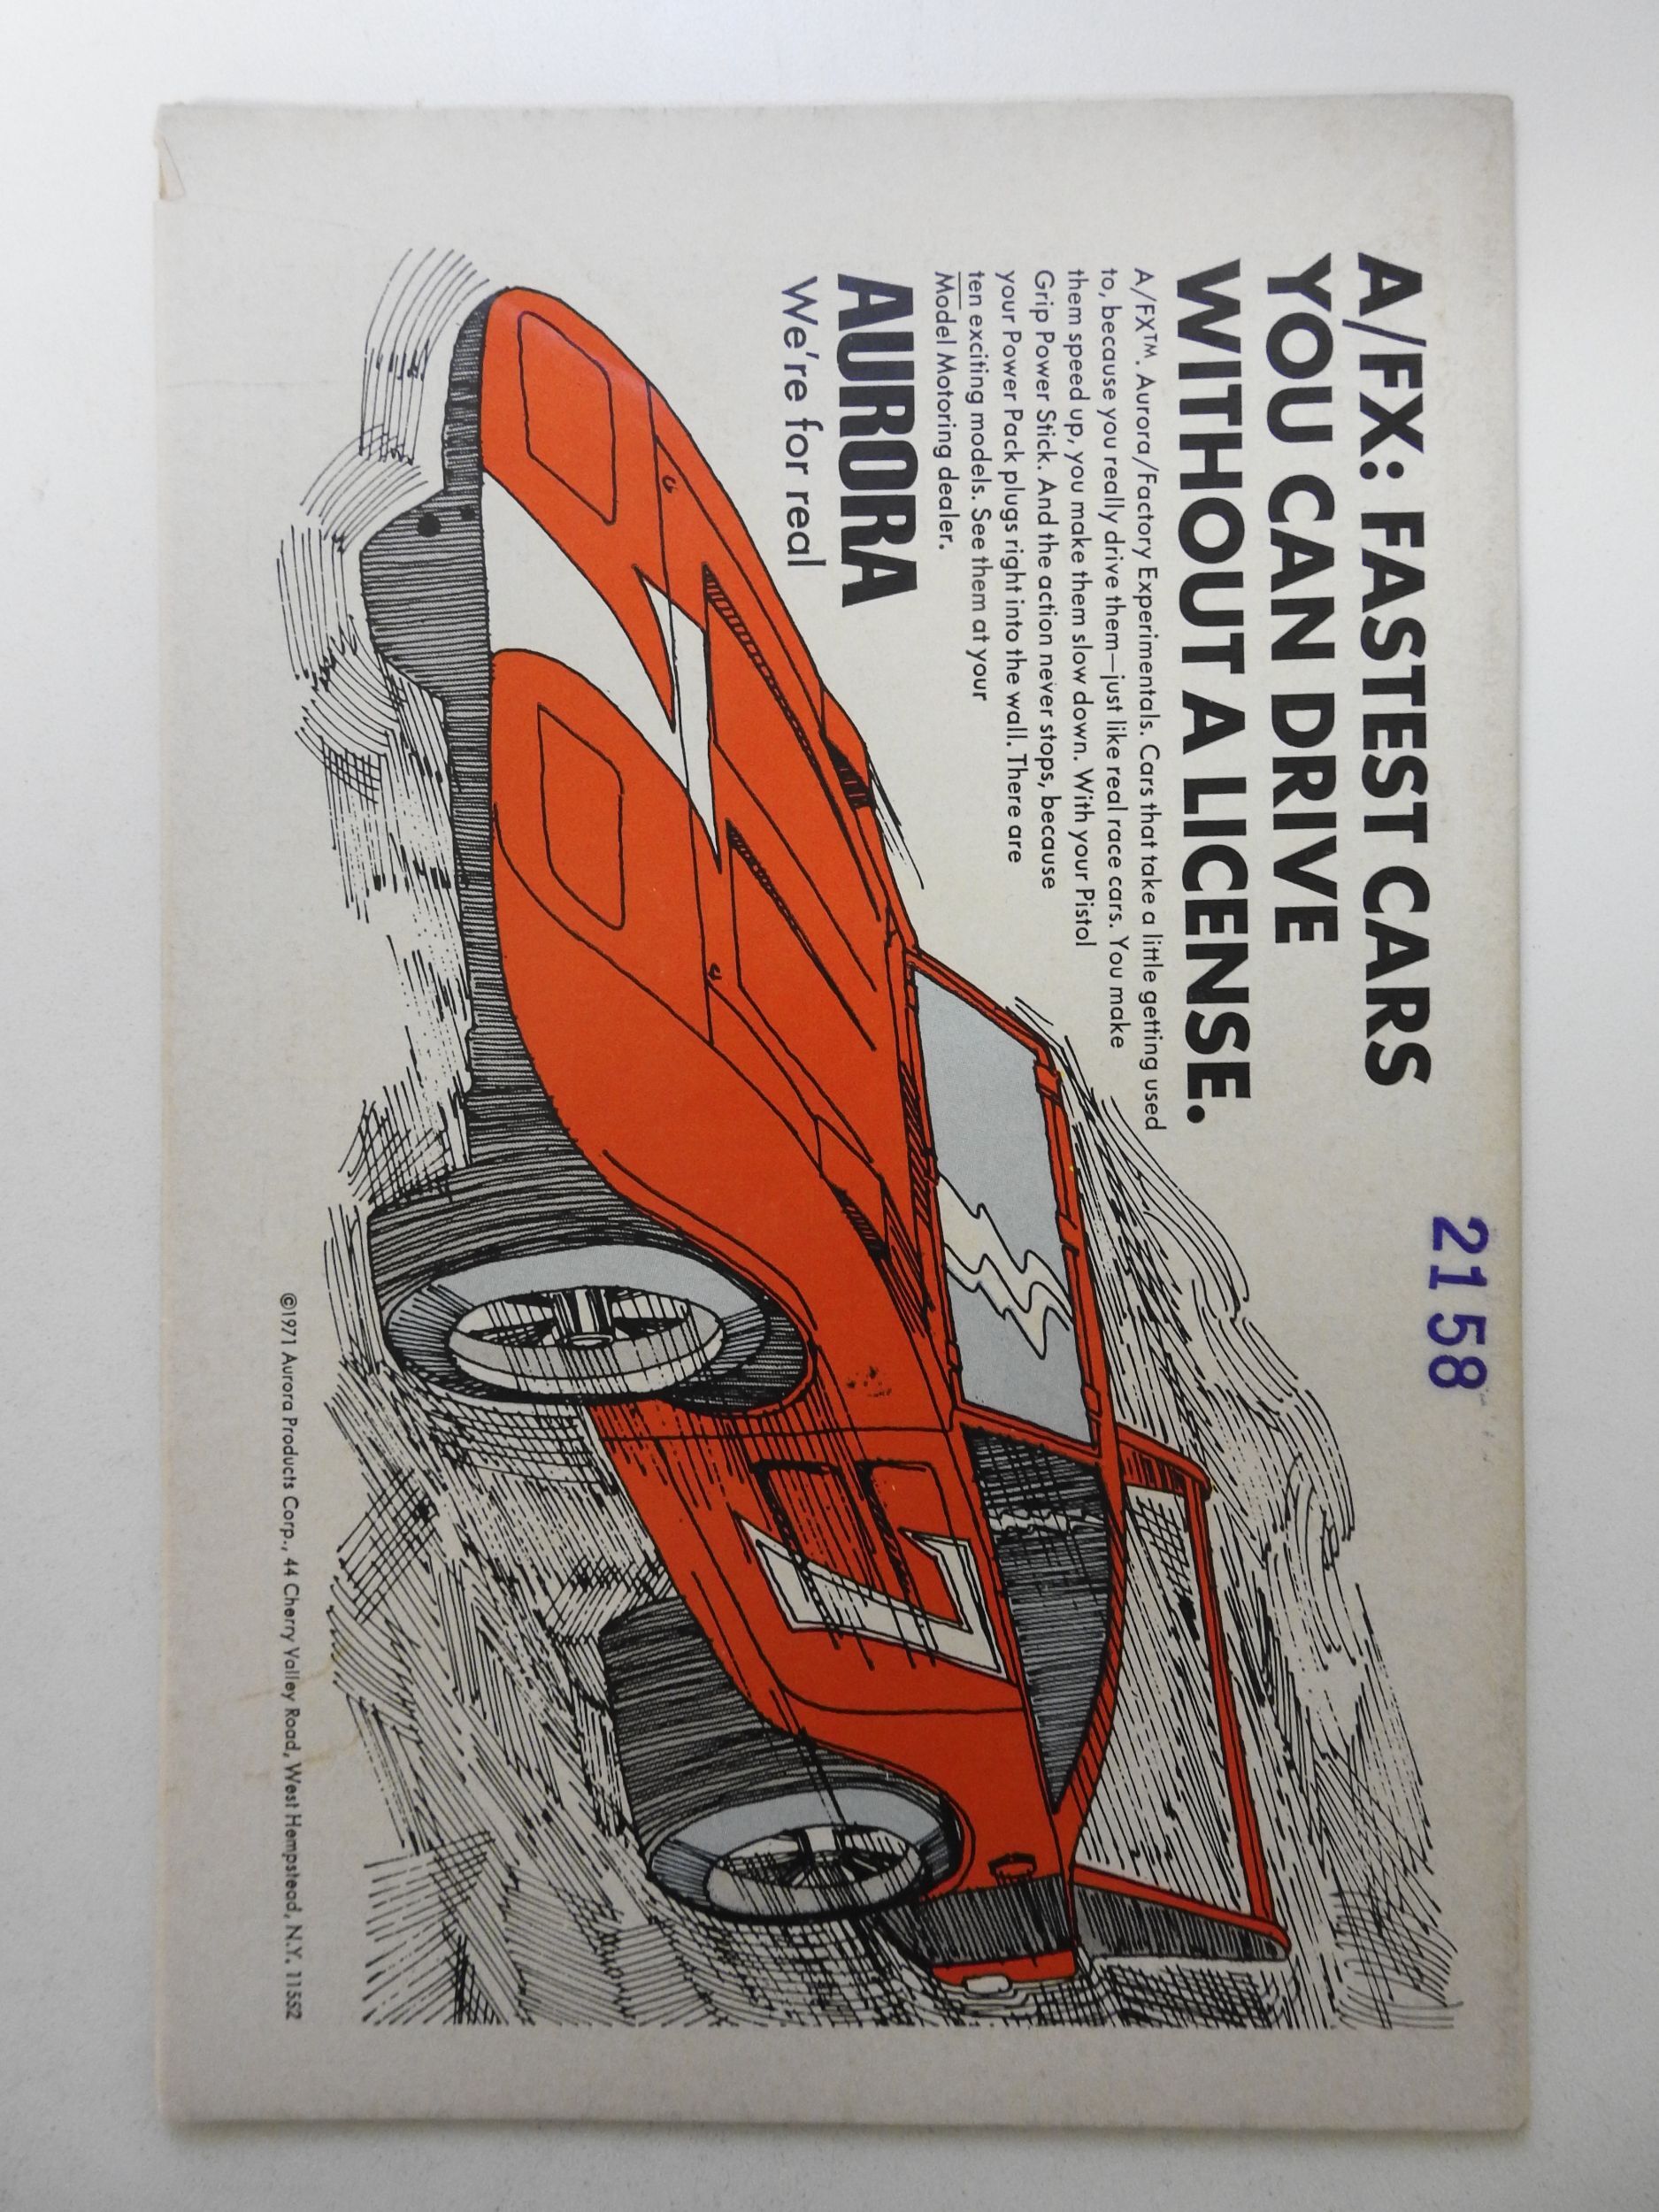 2158
A/FX: FASTEST CARS
YOU CAN DRIVE
WITHOUT A LICENSE.
A/FX™. Aurora/Factory Experimentals. Cars that take a little getting used
to, because you really drive them—just like real race cars. You make
them speed up, you make them slow down. With your Pistol
Grip Power Stick. And the action never stops, because
your Power Pack plugs right into the wall. There are
ten exciting models. See them at your
Model Motoring dealer.
AURORA
We're for real
7
7
©1971 Aurora Products Corp., 44 Cherry Valley Road, West Hempstead, N.Y. 11552